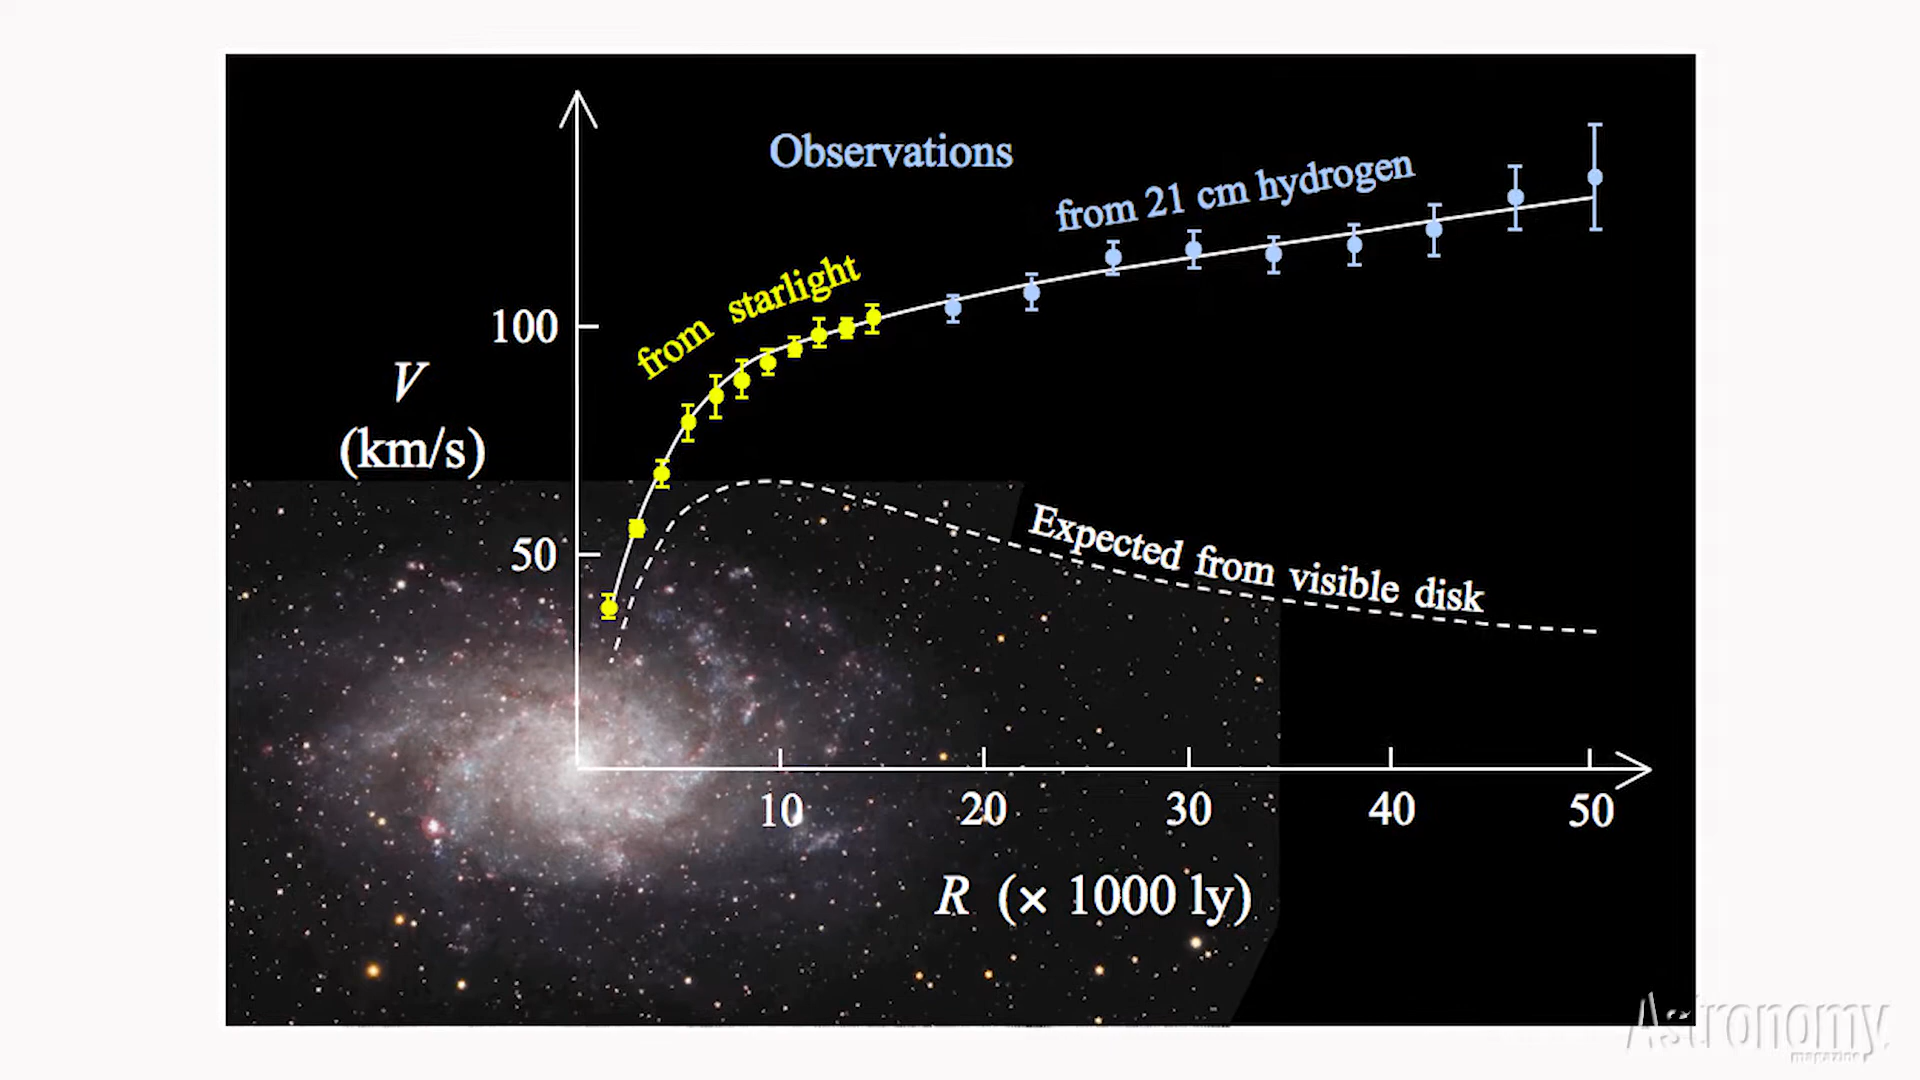 Observations
from 21 cm hydrogen
from starlight
100
V
(km/s)
50
Expected from visible disk
10 20 30 40 50
R (× 1000 ly)
Astronomy
magazine